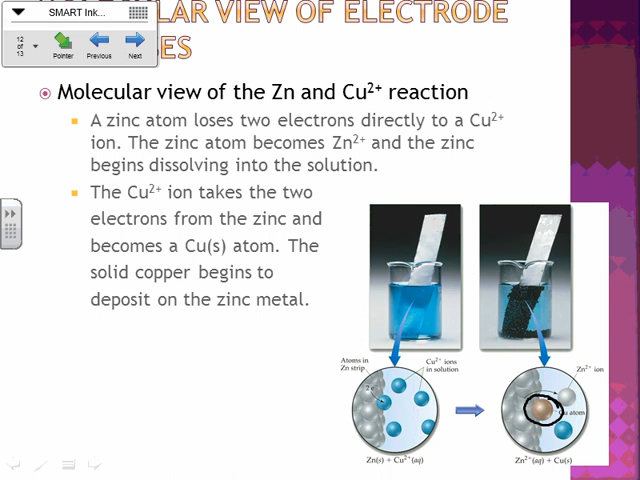 SMART Ink...
12
of
13
Pointer
Previous
Next
VIEW OF ELECTRODE
Molecular view of the Zn and Cu²⁺ reaction
A zinc atom loses two electrons directly to a Cu²⁺
ion. The zinc atom becomes Zn²⁺ and the zinc
begins dissolving into the solution.
The Cu²⁺ ion takes the two
electrons from the zinc and
becomes a Cu(s) atom. The
solid copper begins to
deposit on the zinc metal.
Atoms in
Zn strip
Cu²⁺ ions
in solution
2 e⁻
Zn²⁺ ion
Cu atom
Zn(s) + Cu²⁺(aq)
Zn²⁺(aq) + Cu(s)